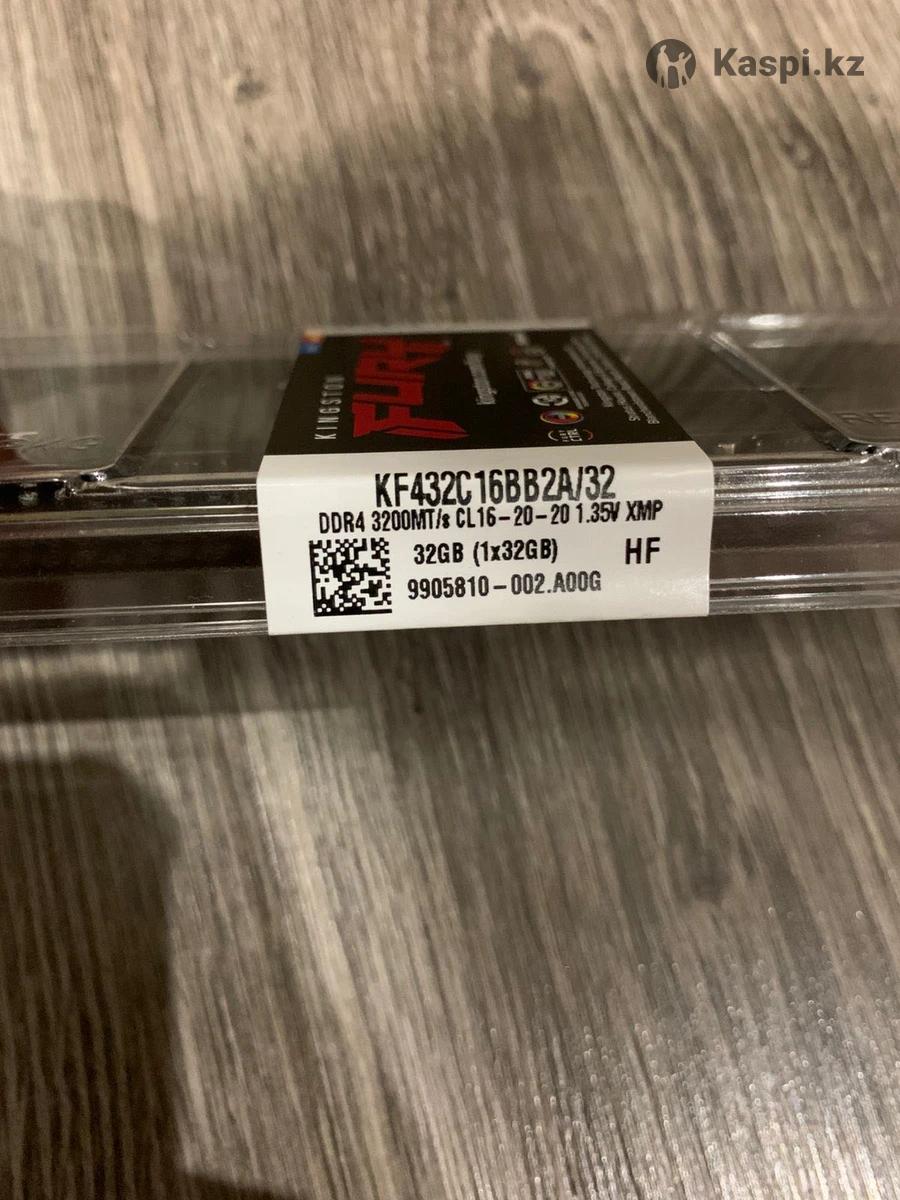 Kaspi.kz
KINGSTON
FURY
KF432C16BB2A/32
DDR4 3200MT/s CL16-20-20 1.35V XMP
32GB (1x32GB)
HF
9905810-002.A00G